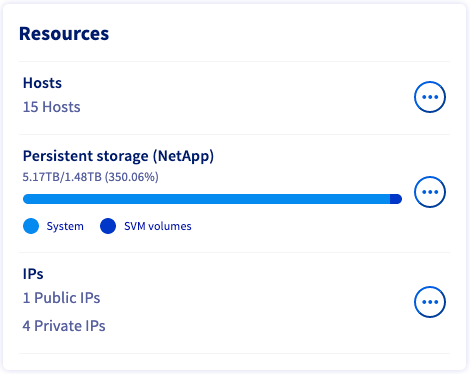 Resources
Hosts
15 Hosts
Persistent storage (NetApp)
5.17TB/1.48TB (350.06%)
System SVM volumes
IPs
1 Public IPs
4 Private IPs